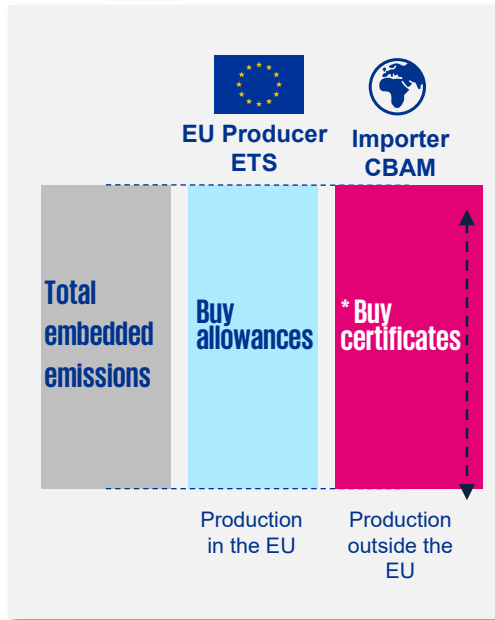 EU Producer
ETS
Importer
CBAM
Total
embedded
emissions
Buy
allowances
* Buy
certificates
Production
in the EU
Production
outside the
EU